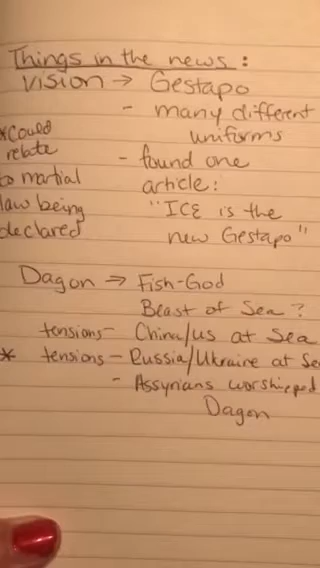 Things in the news:
vision → Gestapo
- many different
uniforms
*could
relate
to martial
law being
declared
- found one
article:
"ICE is the
new Gestapo"
Dagon → Fish-God
Beast of Sea?
tensions- China/us at Sea
* tensions - Russia/Ukraine at Se
- Assyrians worshipped
Dagon